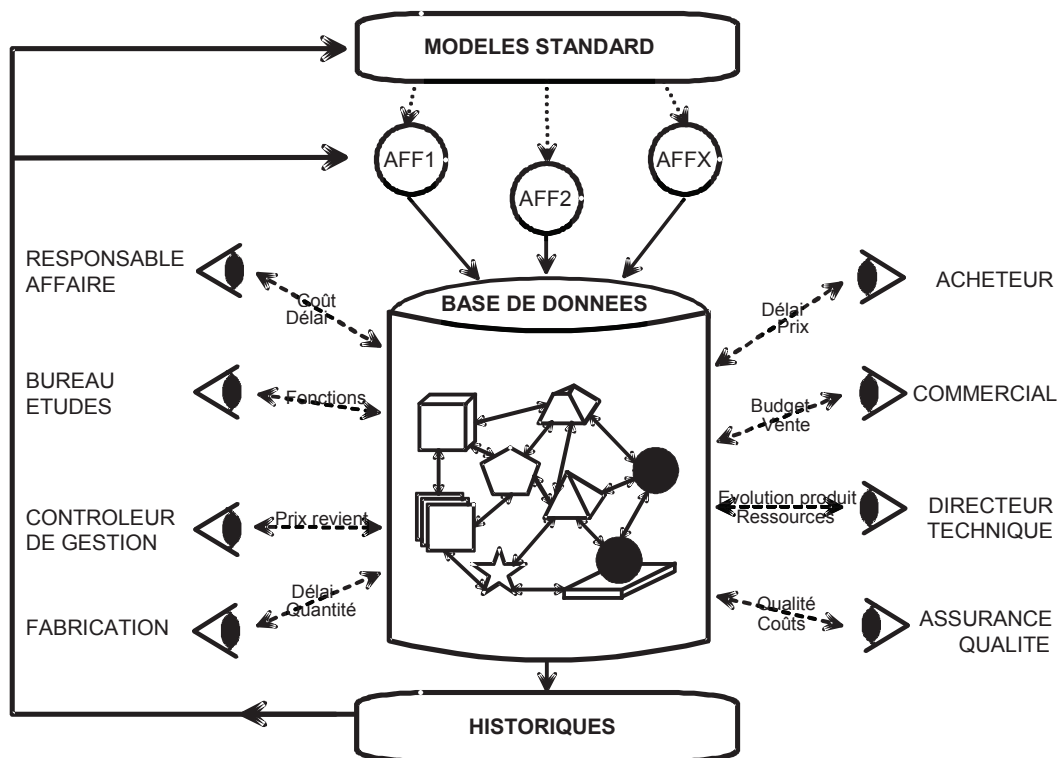 MODELES STANDARD
AFF1
AFF2
AFFX
BASE DE DONNEES
RESPONSABLE
AFFAIRE
Coût
Délai
BUREAU
ETUDES
Fonctions
CONTROLEUR
DE GESTION
Prix revient
FABRICATION
Délai
Quantité
Délai
Prix
ACHETEUR
Budget
Vente
COMMERCIAL
Evolution produit
Ressources
DIRECTEUR
TECHNIQUE
Qualité
Coûts
ASSURANCE
QUALITE
HISTORIQUES